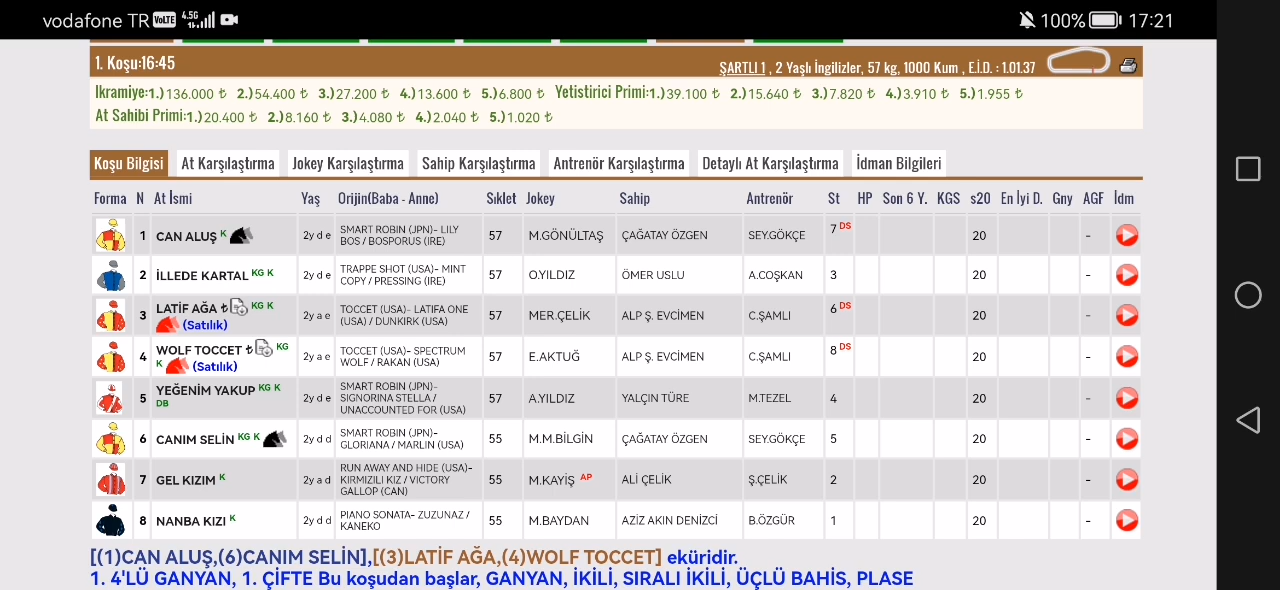 vodafone TR VoLTE 4.5G 100% 17:21
1. Koşu:16:45 ŞARTLI 1 , 2 Yaşlı İngilizler, 57 kg, 1000 Kum , E.İ.D. : 1.01.37
Ikramiye:1.)136.000 ₺ 2.)54.400 ₺ 3.)27.200 ₺ 4.)13.600 ₺ 5.)6.800 ₺ Yetistirici Primi:1.)39.100 ₺ 2.)15.640 ₺ 3.)7.820 ₺ 4.)3.910 ₺ 5.)1.955 ₺
At Sahibi Primi:1.)20.400 ₺ 2.)8.160 ₺ 3.)4.080 ₺ 4.)2.040 ₺ 5.)1.020 ₺
Koşu Bilgisi At Karşılaştırma Jokey Karşılaştırma Sahip Karşılaştırma Antrenör Karşılaştırma Detaylı At Karşılaştırma İdman Bilgileri
Forma N At İsmi Yaş Orijin(Baba - Anne) Sıklet Jokey Sahip Antrenör St HP Son 6 Y. KGS s20 En İyi D. Gny AGF İdm
1 CAN ALUŞ K 2y d e SMART ROBIN (JPN)- LILY BOS / BOSPORUS (IRE) 57 M.GÖNÜLTAŞ ÇAĞATAY ÖZGEN SEY.GÖKÇE 7 DS 20 -
2 İLLEDE KARTAL KG K 2y d e TRAPPE SHOT (USA)- MINT COPY / PRESSING (IRE) 57 O.YILDIZ ÖMER USLU A.COŞKAN 3 20 -
3 LATİF AĞA ₺ KG K (Satılık) 2y a e TOCCET (USA)- LATIFA ONE (USA) / DUNKIRK (USA) 57 MER.ÇELİK ALP Ş. EVCİMEN C.ŞAMLI 6 DS 20 -
4 WOLF TOCCET ₺ KG K (Satılık) 2y a e TOCCET (USA)- SPECTRUM WOLF / RAKAN (USA) 57 E.AKTUĞ ALP Ş. EVCİMEN C.ŞAMLI 8 DS 20 -
5 YEĞENİM YAKUP KG K DB 2y d e SMART ROBIN (JPN)- SIGNORINA STELLA / UNACCOUNTED FOR (USA) 57 A.YILDIZ YALÇIN TÜRE M.TEZEL 4 20 -
6 CANIM SELİN KG K 2y d d SMART ROBIN (JPN)- GLORIANA / MARLIN (USA) 55 M.M.BİLGİN ÇAĞATAY ÖZGEN SEY.GÖKÇE 5 20 -
7 GEL KIZIM K 2y a d RUN AWAY AND HIDE (USA)- KIRMIZILI KIZ / VICTORY GALLOP (CAN) 55 M.KAYİŞ AP ALİ ÇELİK Ş.ÇELİK 2 20 -
8 NANBA KIZI K 2y d d PIANO SONATA- ZUZUNAZ / KANEKO 55 M.BAYDAN AZİZ AKIN DENİZCİ B.ÖZGÜR 1 20 -
[(1)CAN ALUŞ,(6)CANIM SELİN],[(3)LATİF AĞA,(4)WOLF TOCCET] eküridir.
1. 4'LÜ GANYAN, 1. ÇİFTE Bu koşudan başlar, GANYAN, İKİLİ, SIRALI İKİLİ, ÜÇLÜ BAHİS, PLASE